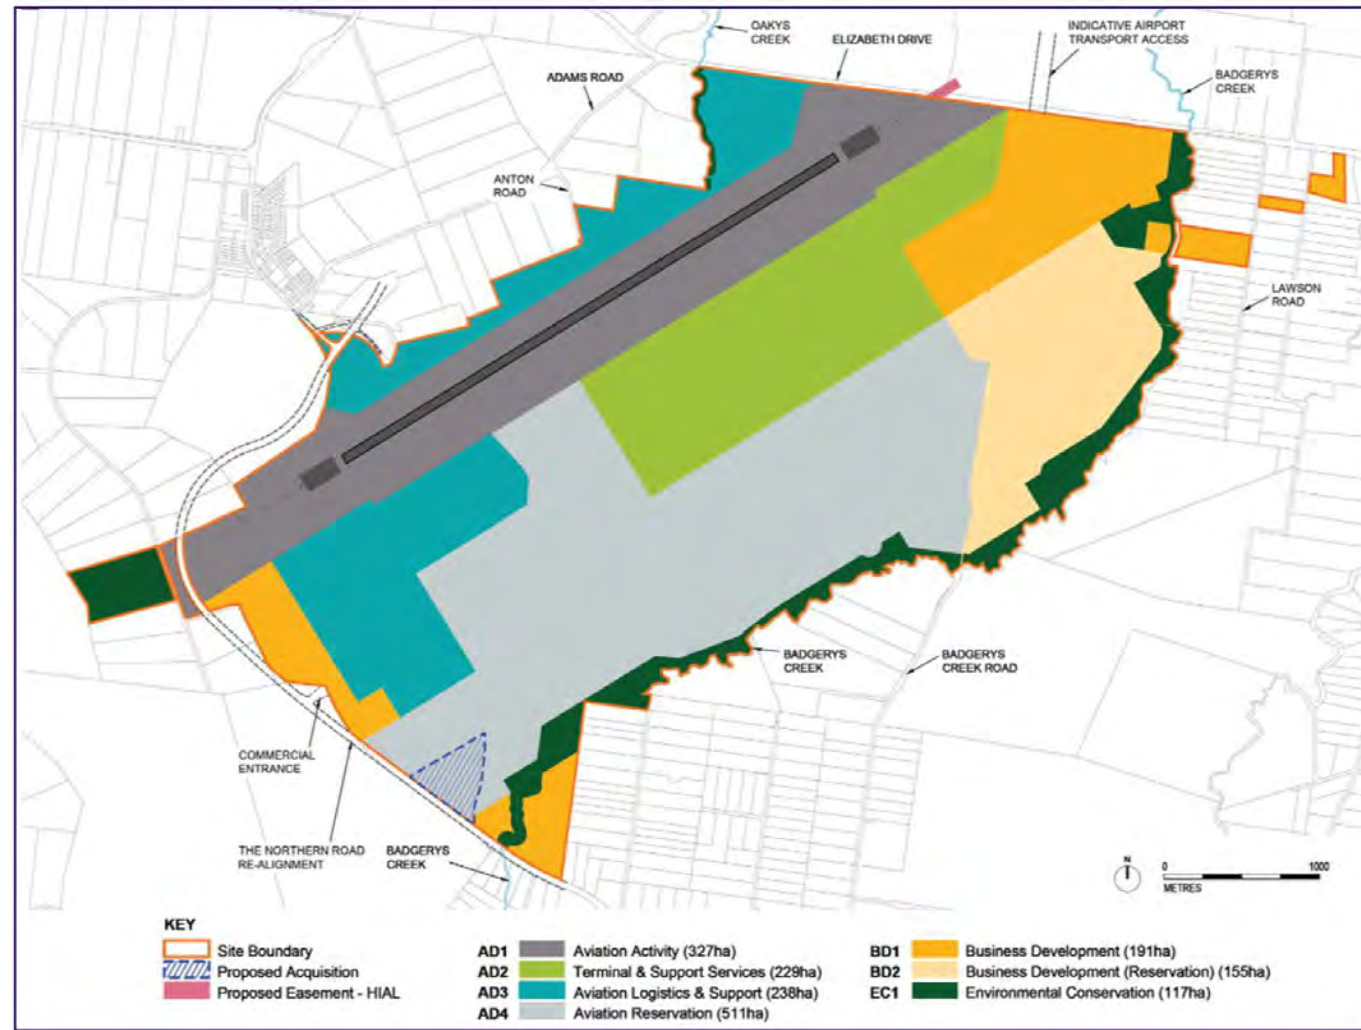 OAKYS
CREEK
ELIZABETH DRIVE
INDICATIVE AIRPORT
TRANSPORT ACCESS
ADAMS ROAD
BADGERYS
CREEK
ANTON
ROAD
LAWSON
ROAD
BADGERYS
CREEK
BADGERYS
CREEK ROAD
COMMERCIAL
ENTRANCE
THE NORTHERN ROAD
RE-ALIGNMENT
BADGERYS
CREEK
N
0 1000
METRES
KEY
Site Boundary
Proposed Acquisition
Proposed Easement - HIAL
AD1 Aviation Activity (327ha)
AD2 Terminal & Support Services (229ha)
AD3 Aviation Logistics & Support (238ha)
AD4 Aviation Reservation (511ha)
BD1 Business Development (191ha)
BD2 Business Development (Reservation) (155ha)
EC1 Environmental Conservation (117ha)